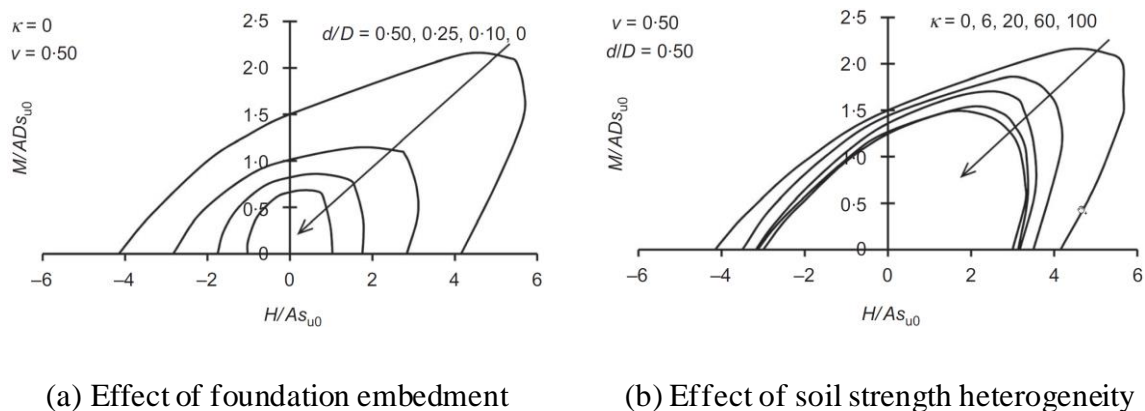 κ = 0
v = 0·50
d/D = 0·50, 0·25, 0·10, 0
2·5
2·0
1·5
1·0
0·5
0
M/ADs_u0
–6
–4
–2
0
2
4
6
H/As_u0
(a) Effect of foundation embedment
v = 0·50
d/D = 0·50
κ = 0, 6, 20, 60, 100
2·5
2·0
1·5
1·0
0·5
0
M/ADs_u0
–6
–4
–2
0
2
4
6
H/As_u0
(b) Effect of soil strength heterogeneity